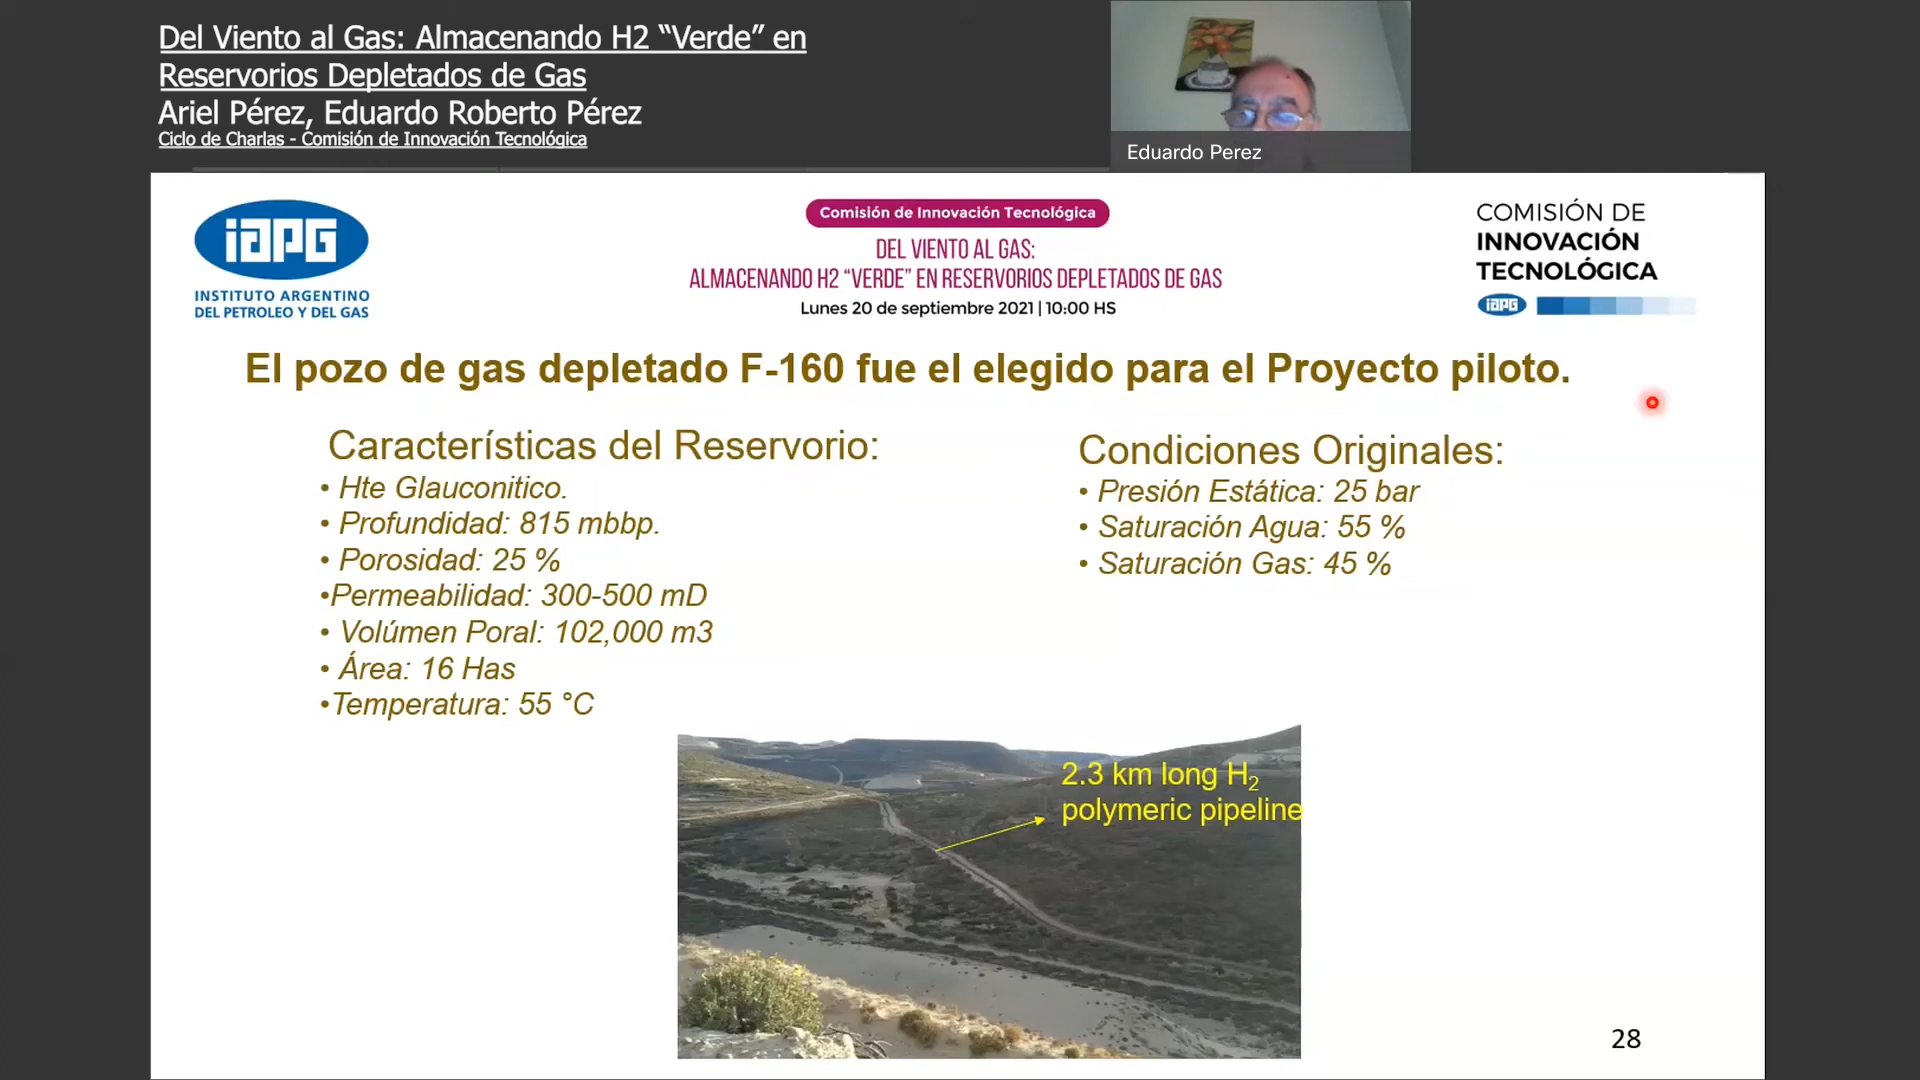 Del Viento al Gas: Almacenando H2 “Verde” en
Reservorios Depletados de Gas
Ariel Pérez, Eduardo Roberto Pérez
Ciclo de Charlas - Comisión de Innovación Tecnológica
Eduardo Perez
iAPG
INSTITUTO ARGENTINO
DEL PETROLEO Y DEL GAS
Comisión de Innovación Tecnológica
DEL VIENTO AL GAS:
ALMACENANDO H2 “VERDE” EN RESERVORIOS DEPLETADOS DE GAS
Lunes 20 de septiembre 2021 | 10:00 HS
COMISIÓN DE
INNOVACIÓN
TECNOLÓGICA
iAPG
El pozo de gas depletado F-160 fue el elegido para el Proyecto piloto.
Características del Reservorio:
• Hte Glauconitico.
• Profundidad: 815 mbbp.
• Porosidad: 25 %
•Permeabilidad: 300-500 mD
• Volúmen Poral: 102,000 m3
• Área: 16 Has
•Temperatura: 55 °C
Condiciones Originales:
• Presión Estática: 25 bar
• Saturación Agua: 55 %
• Saturación Gas: 45 %
2.3 km long H₂
polymeric pipeline
28